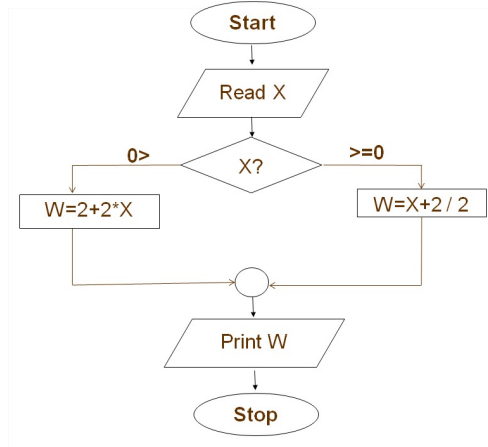 Start
Read X
0>
>=0
X?
W=2+2*X
W=X+2 / 2
Print W
Stop